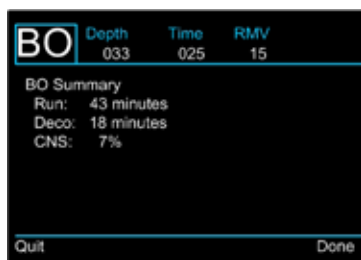 BO Depth Time RMV
033 025 15
BO Summary
Run: 43 minutes
Deco: 18 minutes
CNS: 7%
Quit Done